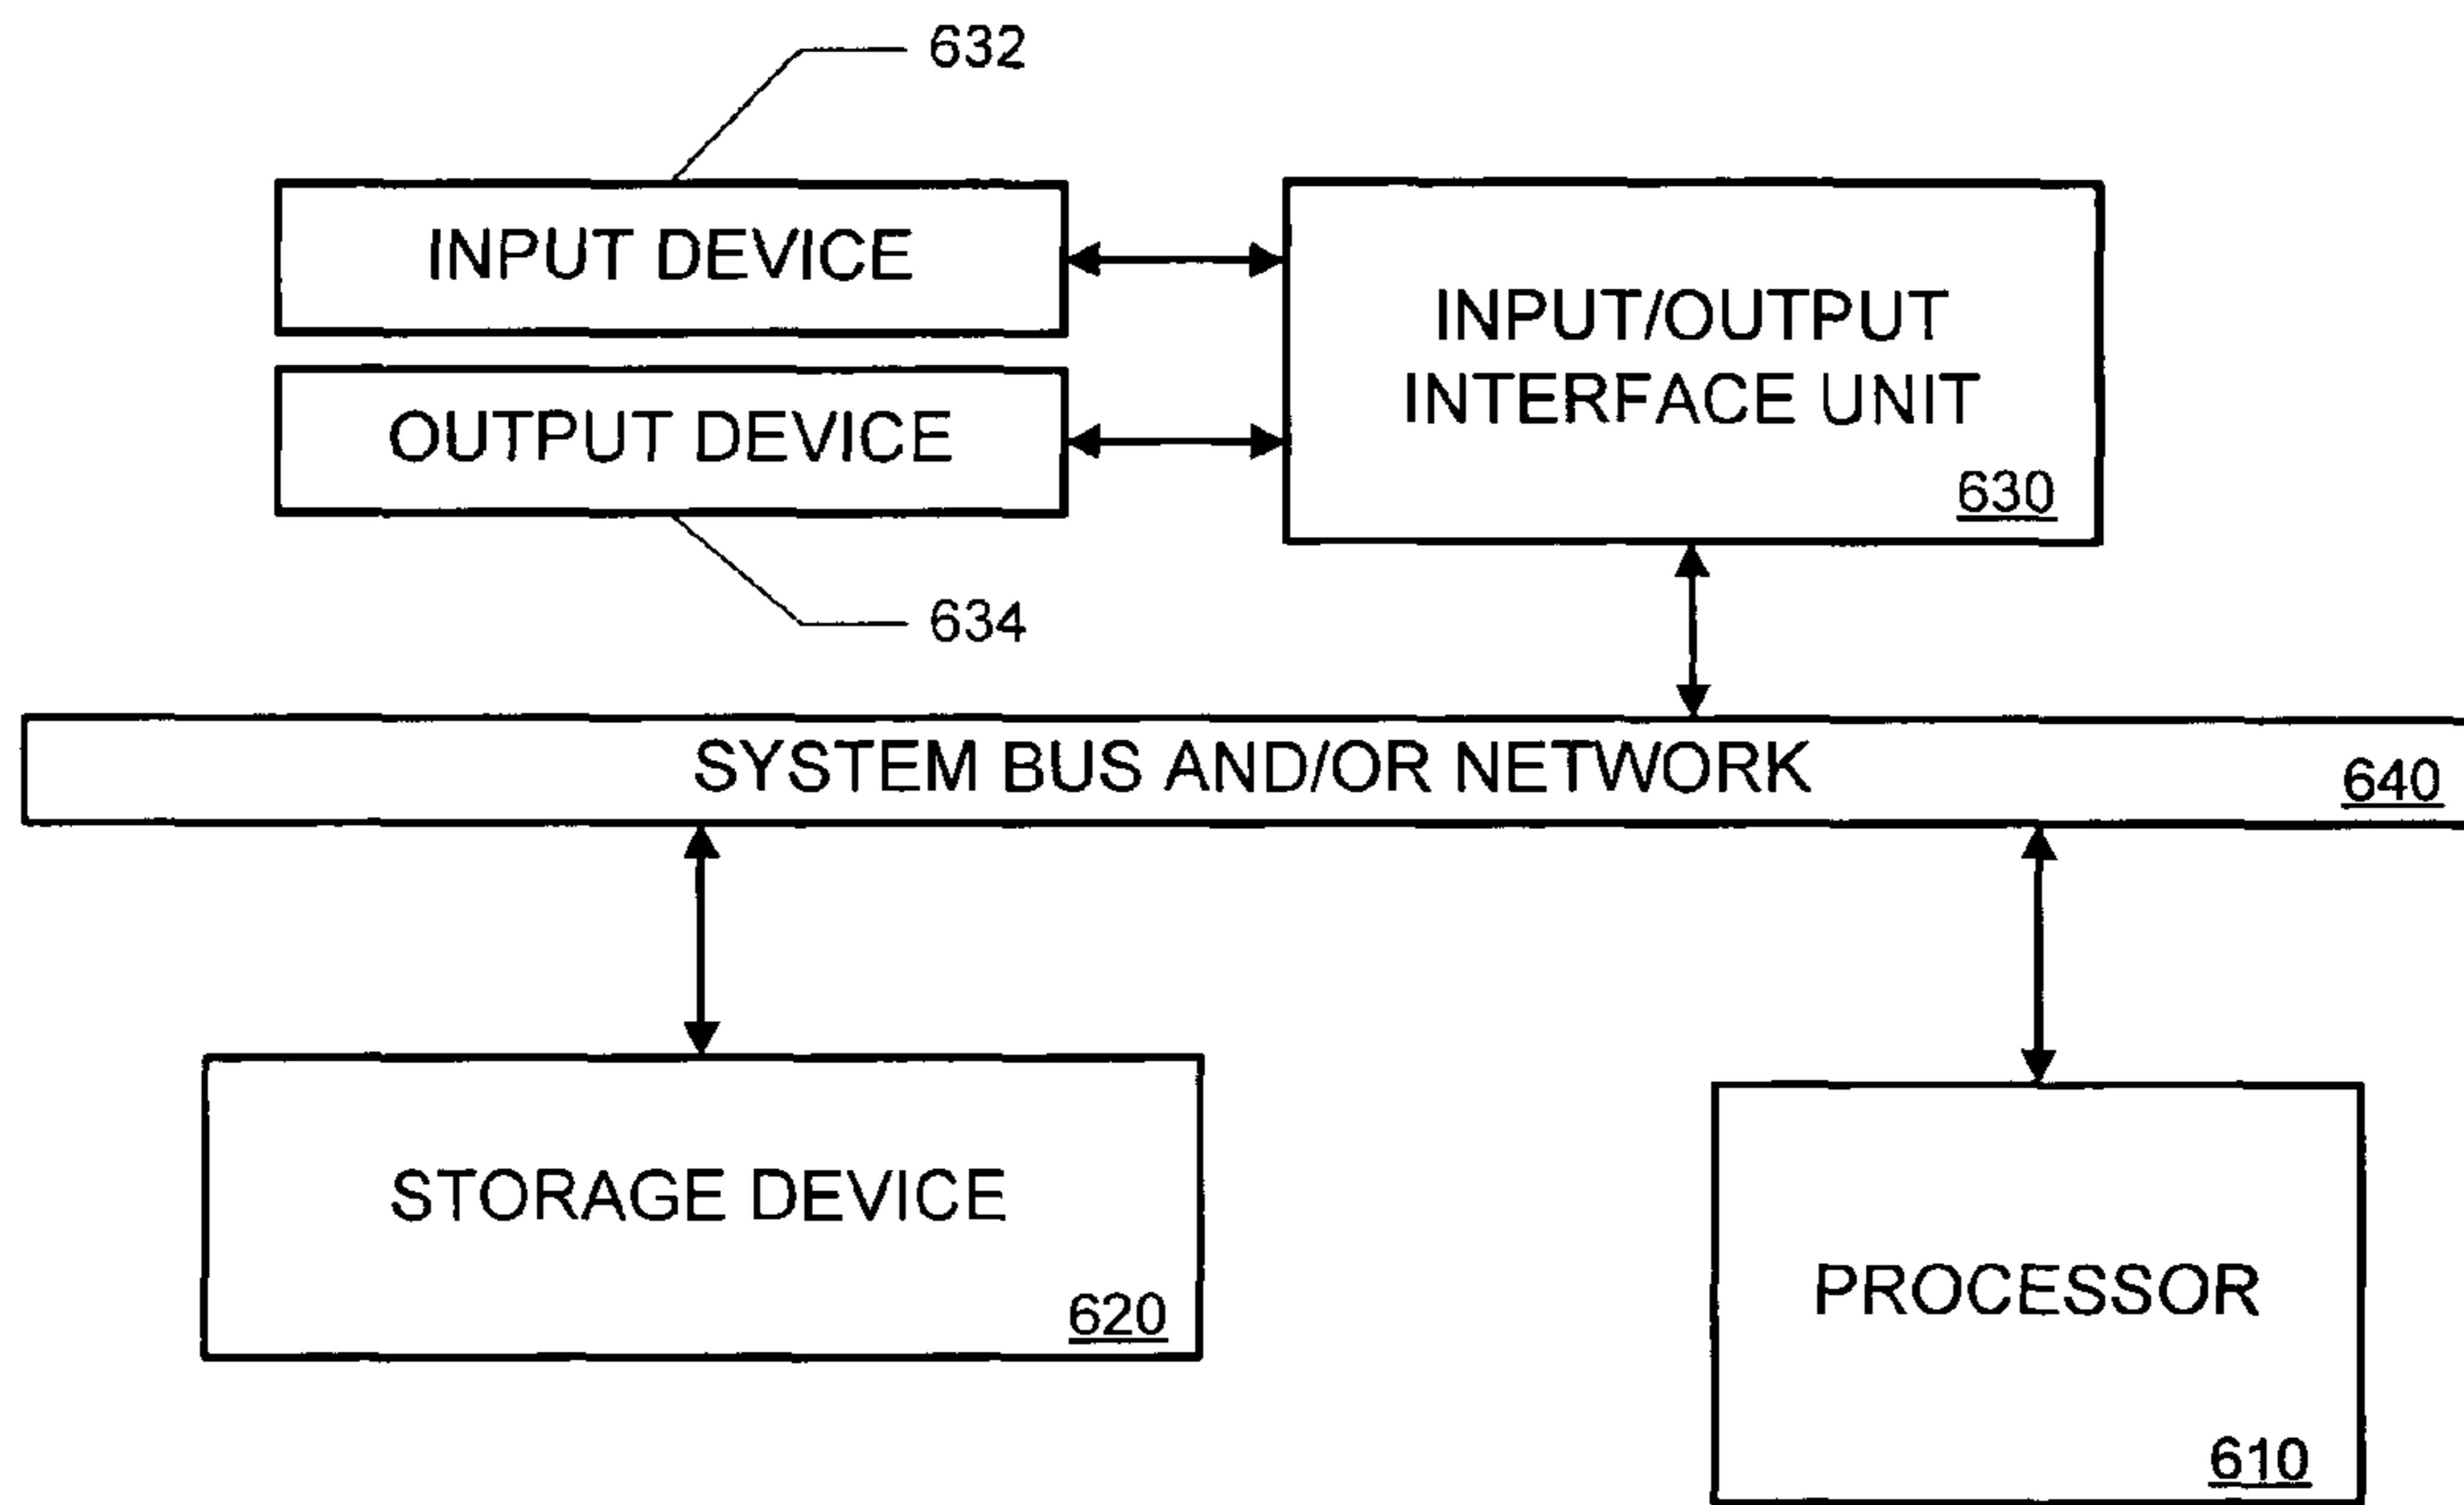 632
INPUT DEVICE
OUTPUT DEVICE
634
INPUT/OUTPUT
INTERFACE UNIT
630
SYSTEM BUS AND/OR NETWORK
640
STORAGE DEVICE
620
PROCESSOR
610